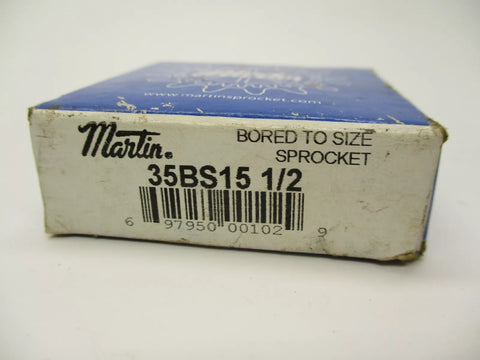 www.martinsprocket.com
Martin®
BORED TO SIZE
SPROCKET
35BS15 1/2
6 97950 00102 9